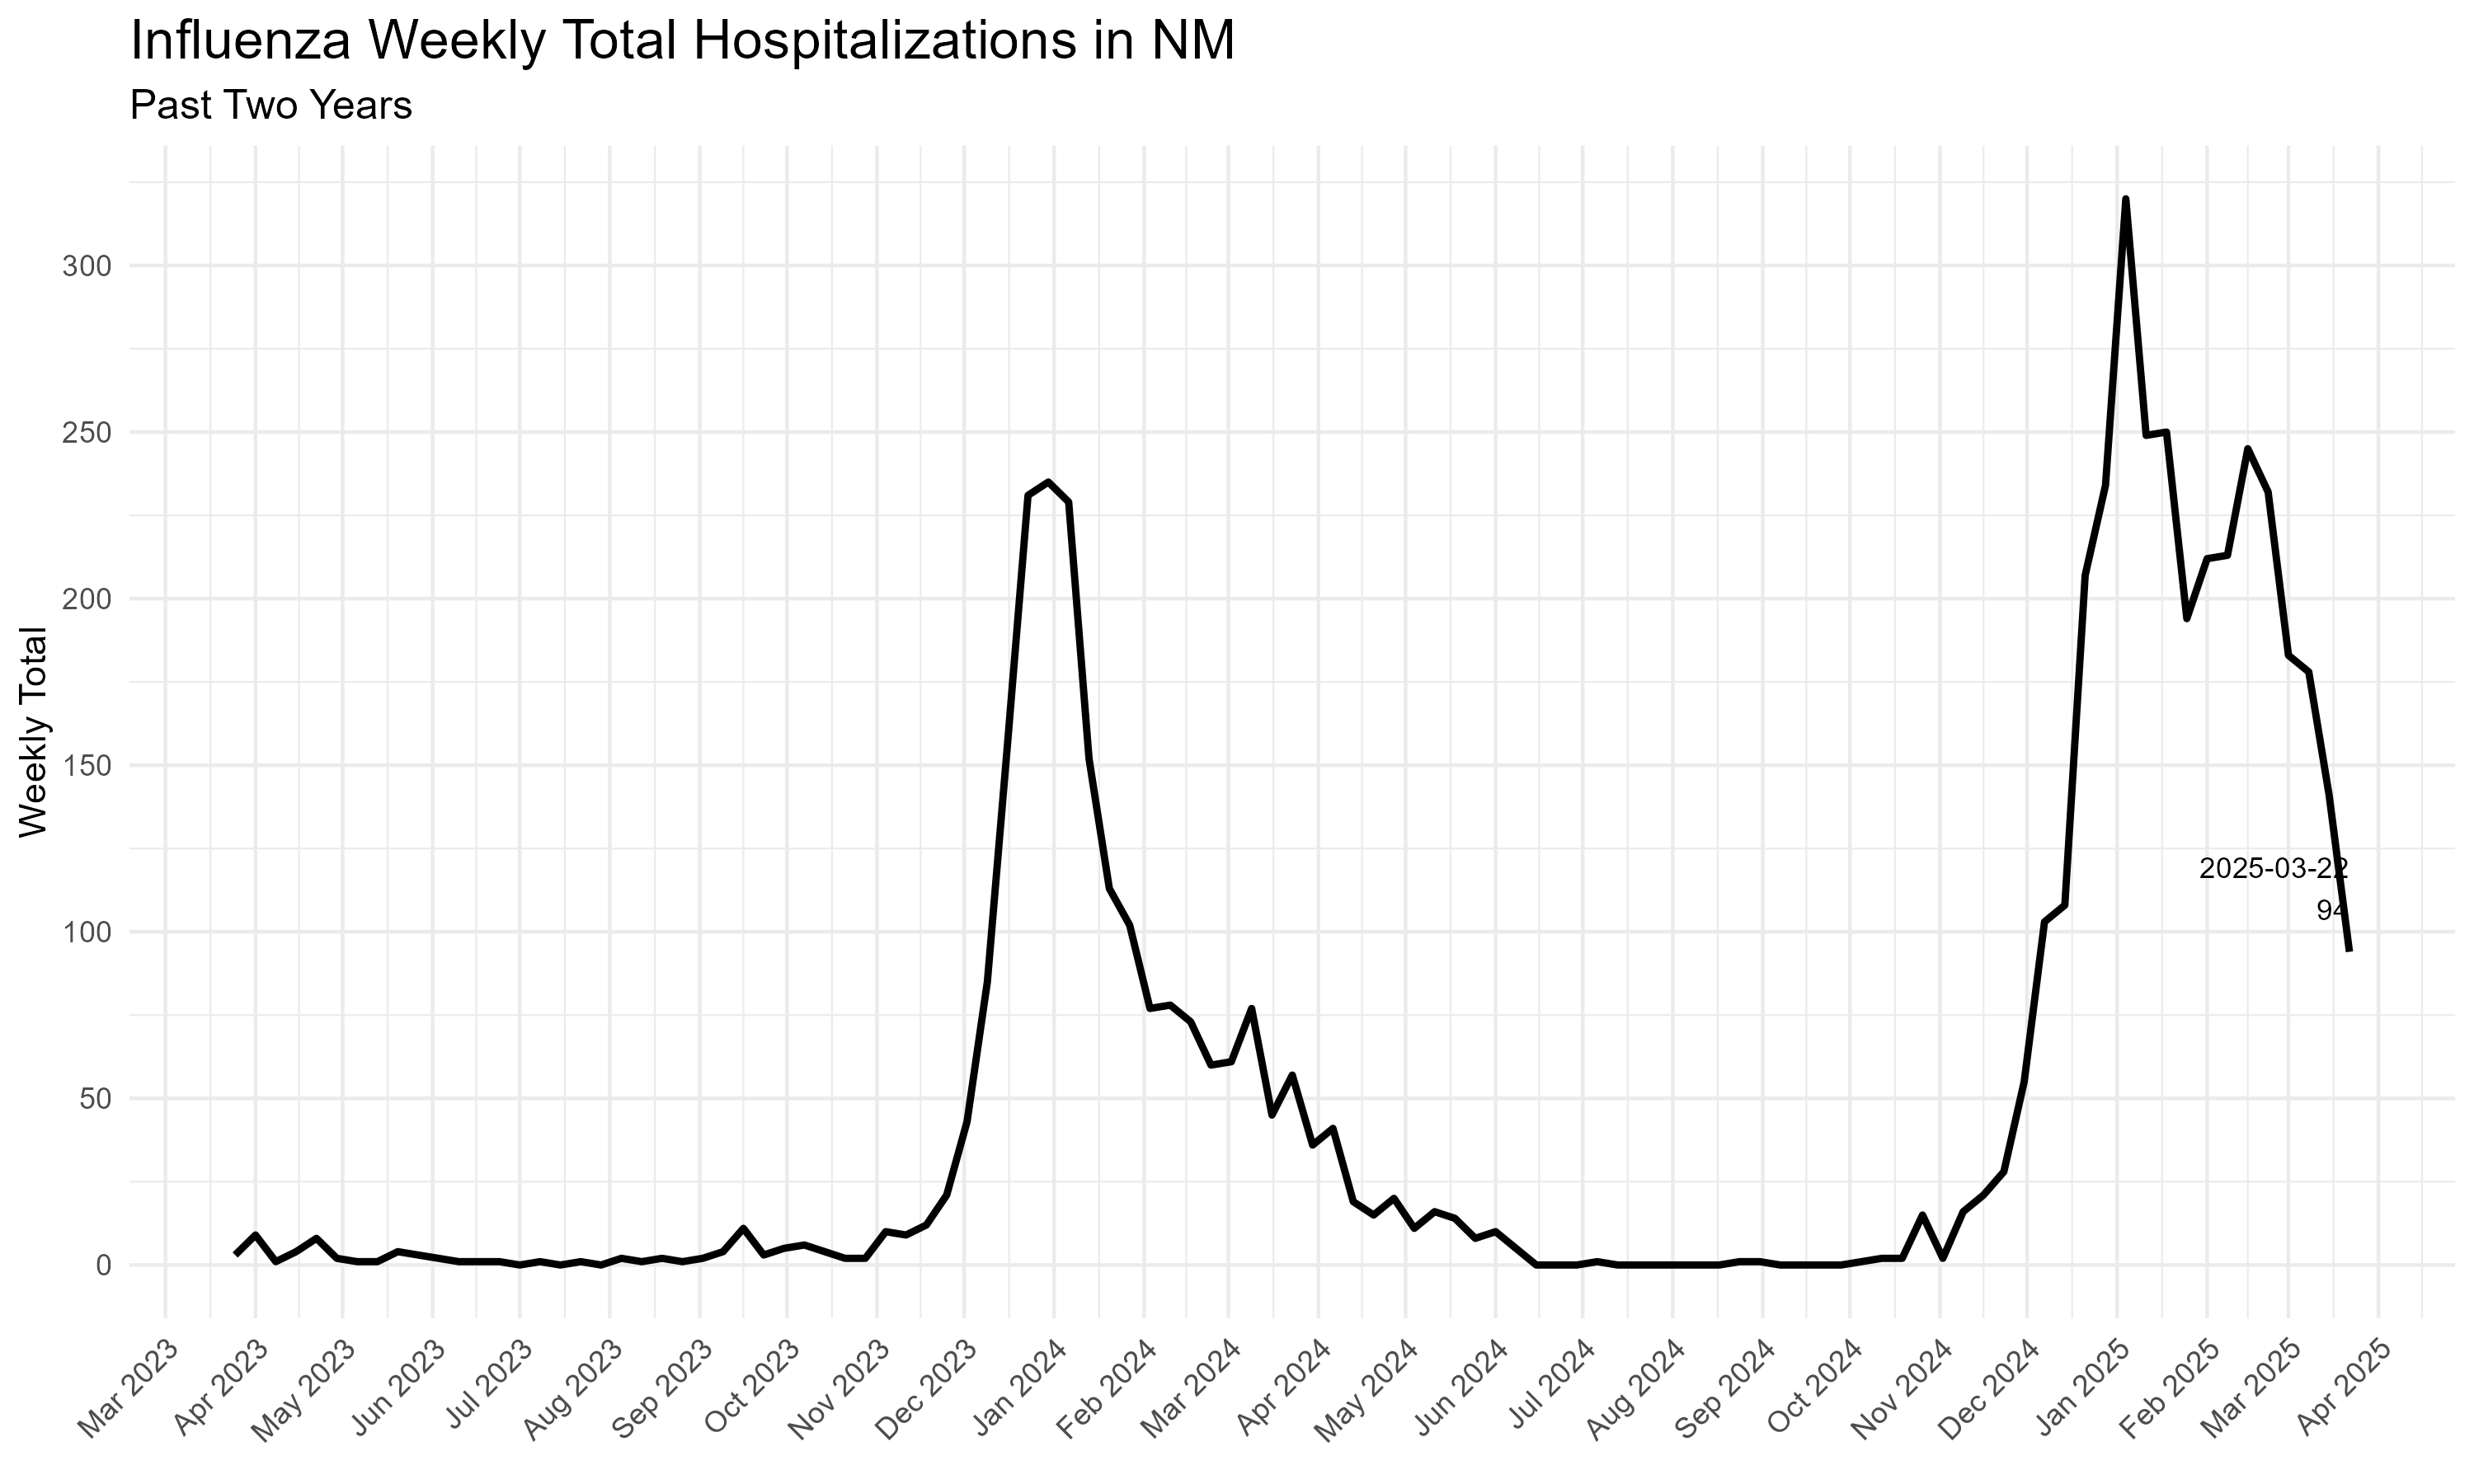 Influenza Weekly Total Hospitalizations in NM
Past Two Years
Weekly Total
300
250
200
150
100
50
0
2025-03-22
94
Mar 2023
Apr 2023
May 2023
Jun 2023
Jul 2023
Aug 2023
Sep 2023
Oct 2023
Nov 2023
Dec 2023
Jan 2024
Feb 2024
Mar 2024
Apr 2024
May 2024
Jun 2024
Jul 2024
Aug 2024
Sep 2024
Oct 2024
Nov 2024
Dec 2024
Jan 2025
Feb 2025
Mar 2025
Apr 2025